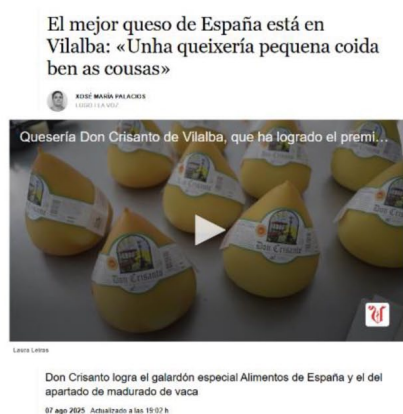 El mejor queso de España está en
Vilalba: «Unha queixería pequena coida
ben as cousas»
XOSÉ MARÍA PALACIOS
LUGO / LA VOZ
Quesería Don Crisanto de Vilalba, que ha logrado el premi...
Don Crisanto
Don Crisanto
Laura Leiras
Don Crisanto logra el galardón especial Alimentos de España y el del
apartado de madurado de vaca
07 ago 2025 Actualizado a las 19:02 h